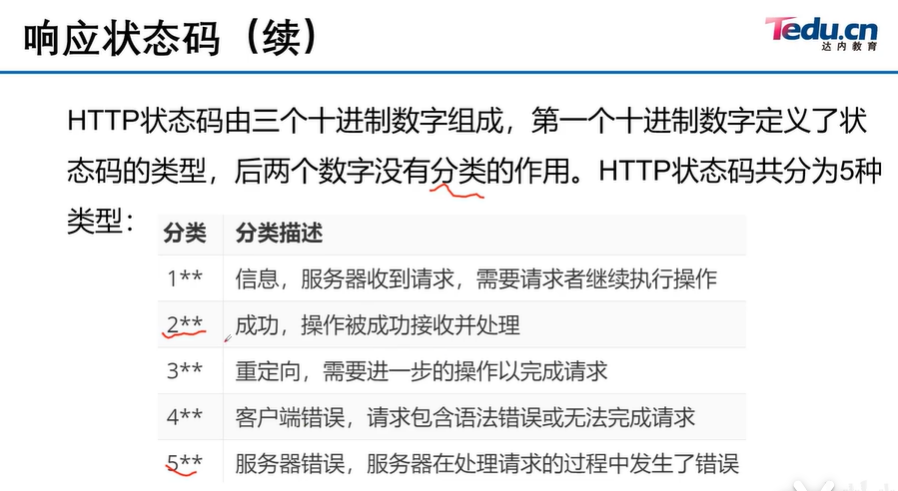 响应状态码（续）
Tedu.cn
达内教育
HTTP状态码由三个十进制数字组成，第一个十进制数字定义了状
态码的类型，后两个数字没有分类的作用。HTTP状态码共分为5种
类型：
分类 分类描述
1** 信息，服务器收到请求，需要请求者继续执行操作
2** 成功，操作被成功接收并处理
3** 重定向，需要进一步的操作以完成请求
4** 客户端错误，请求包含语法错误或无法完成请求
5** 服务器错误，服务器在处理请求的过程中发生了错误